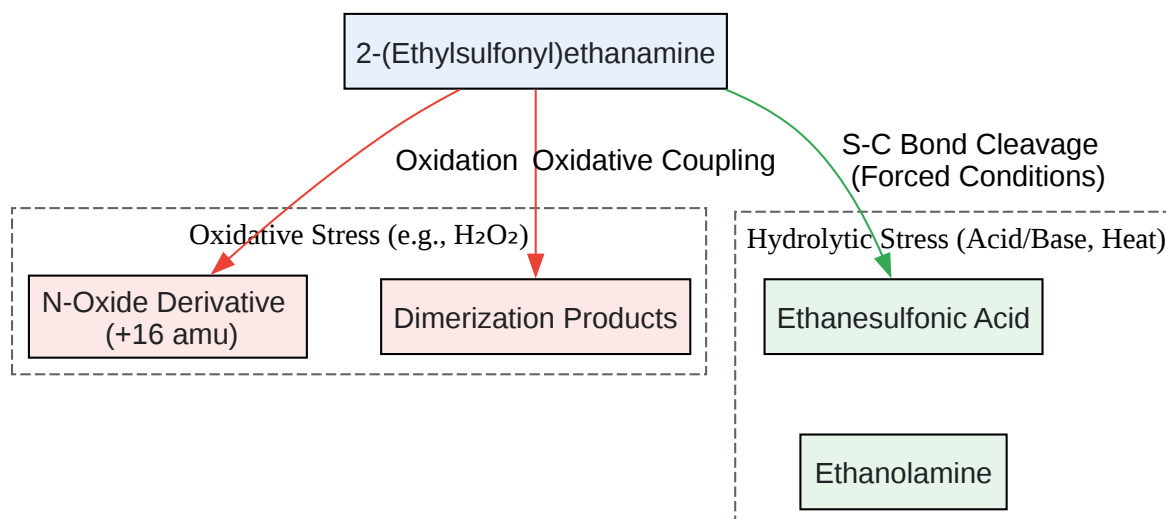 2-(Ethylsulfonyl)ethanamine
Oxidation
Oxidative Coupling
S-C Bond Cleavage
(Forced Conditions)
Oxidative Stress (e.g., H₂O₂)
Hydrolytic Stress (Acid/Base, Heat)
N-Oxide Derivative
(+16 amu)
Dimerization Products
Ethanesulfonic Acid
Ethanolamine